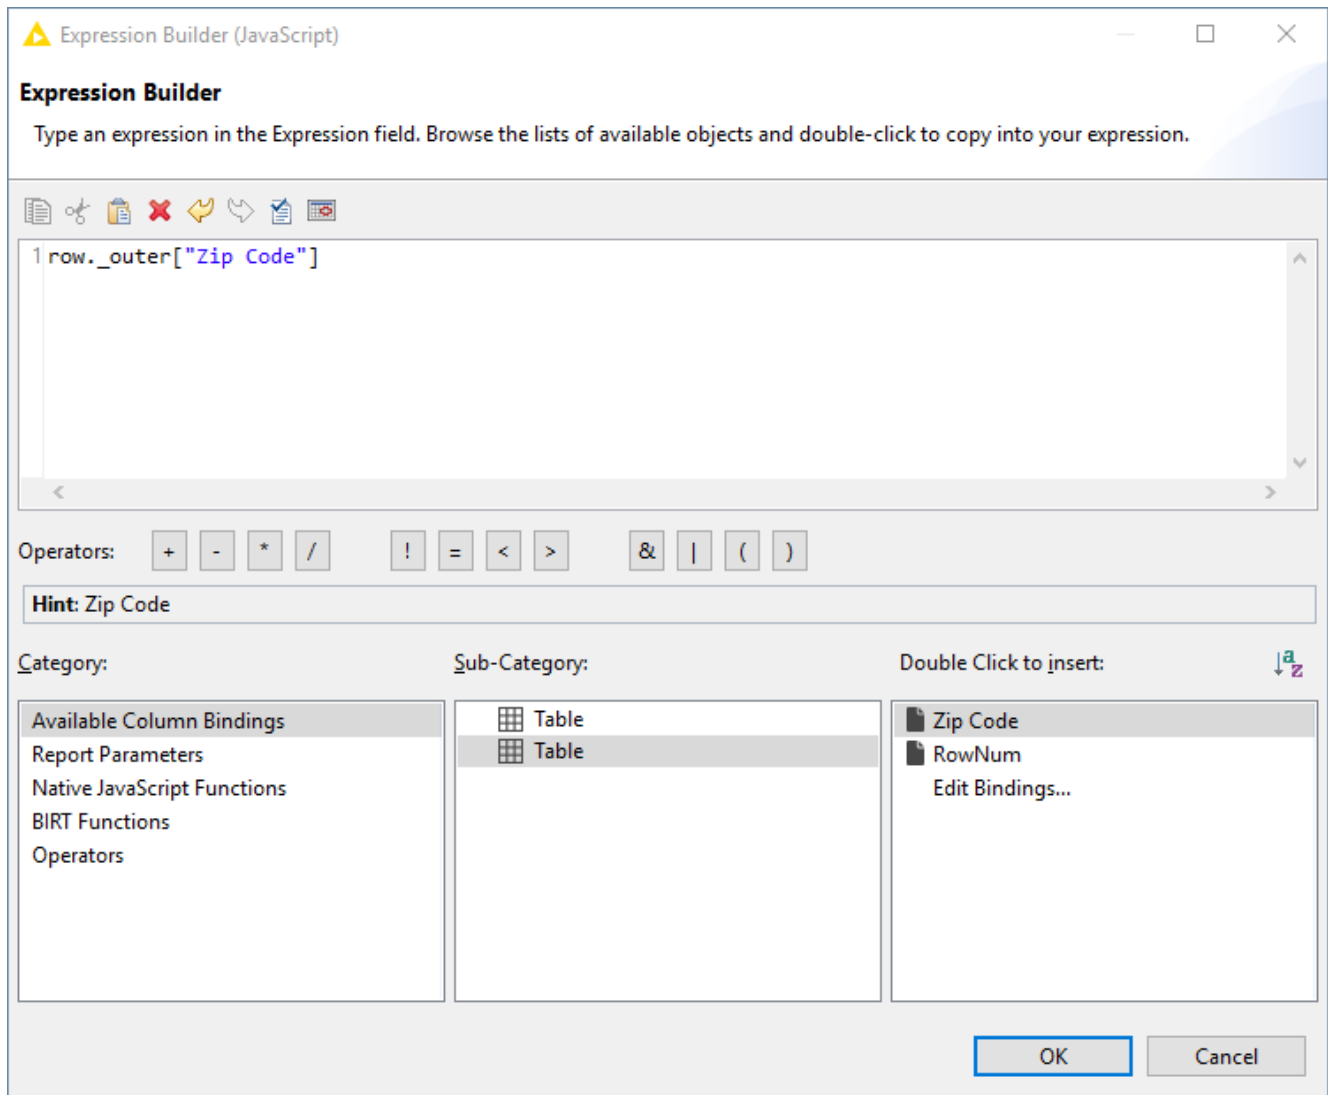 Expression Builder (JavaScript)
Expression Builder
Type an expression in the Expression field. Browse the lists of available objects and double-click to copy into your expression.
1 row._outer["Zip Code"]
Operators: + - * / ! = < > & | ( )
Hint: Zip Code
Category: Sub-Category: Double Click to insert:
Available Column Bindings
Report Parameters
Native JavaScript Functions
BIRT Functions
Operators
Table
Table
Zip Code
RowNum
Edit Bindings...
OK Cancel